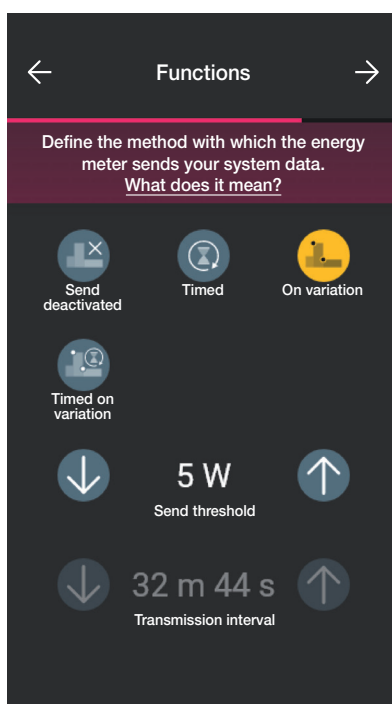 Functions
Define the method with which the energy
meter sends your system data.
What does it mean?
Send
deactivated
Timed
On variation
Timed on
variation
5 W
Send threshold
32 m 44 s
Transmission interval